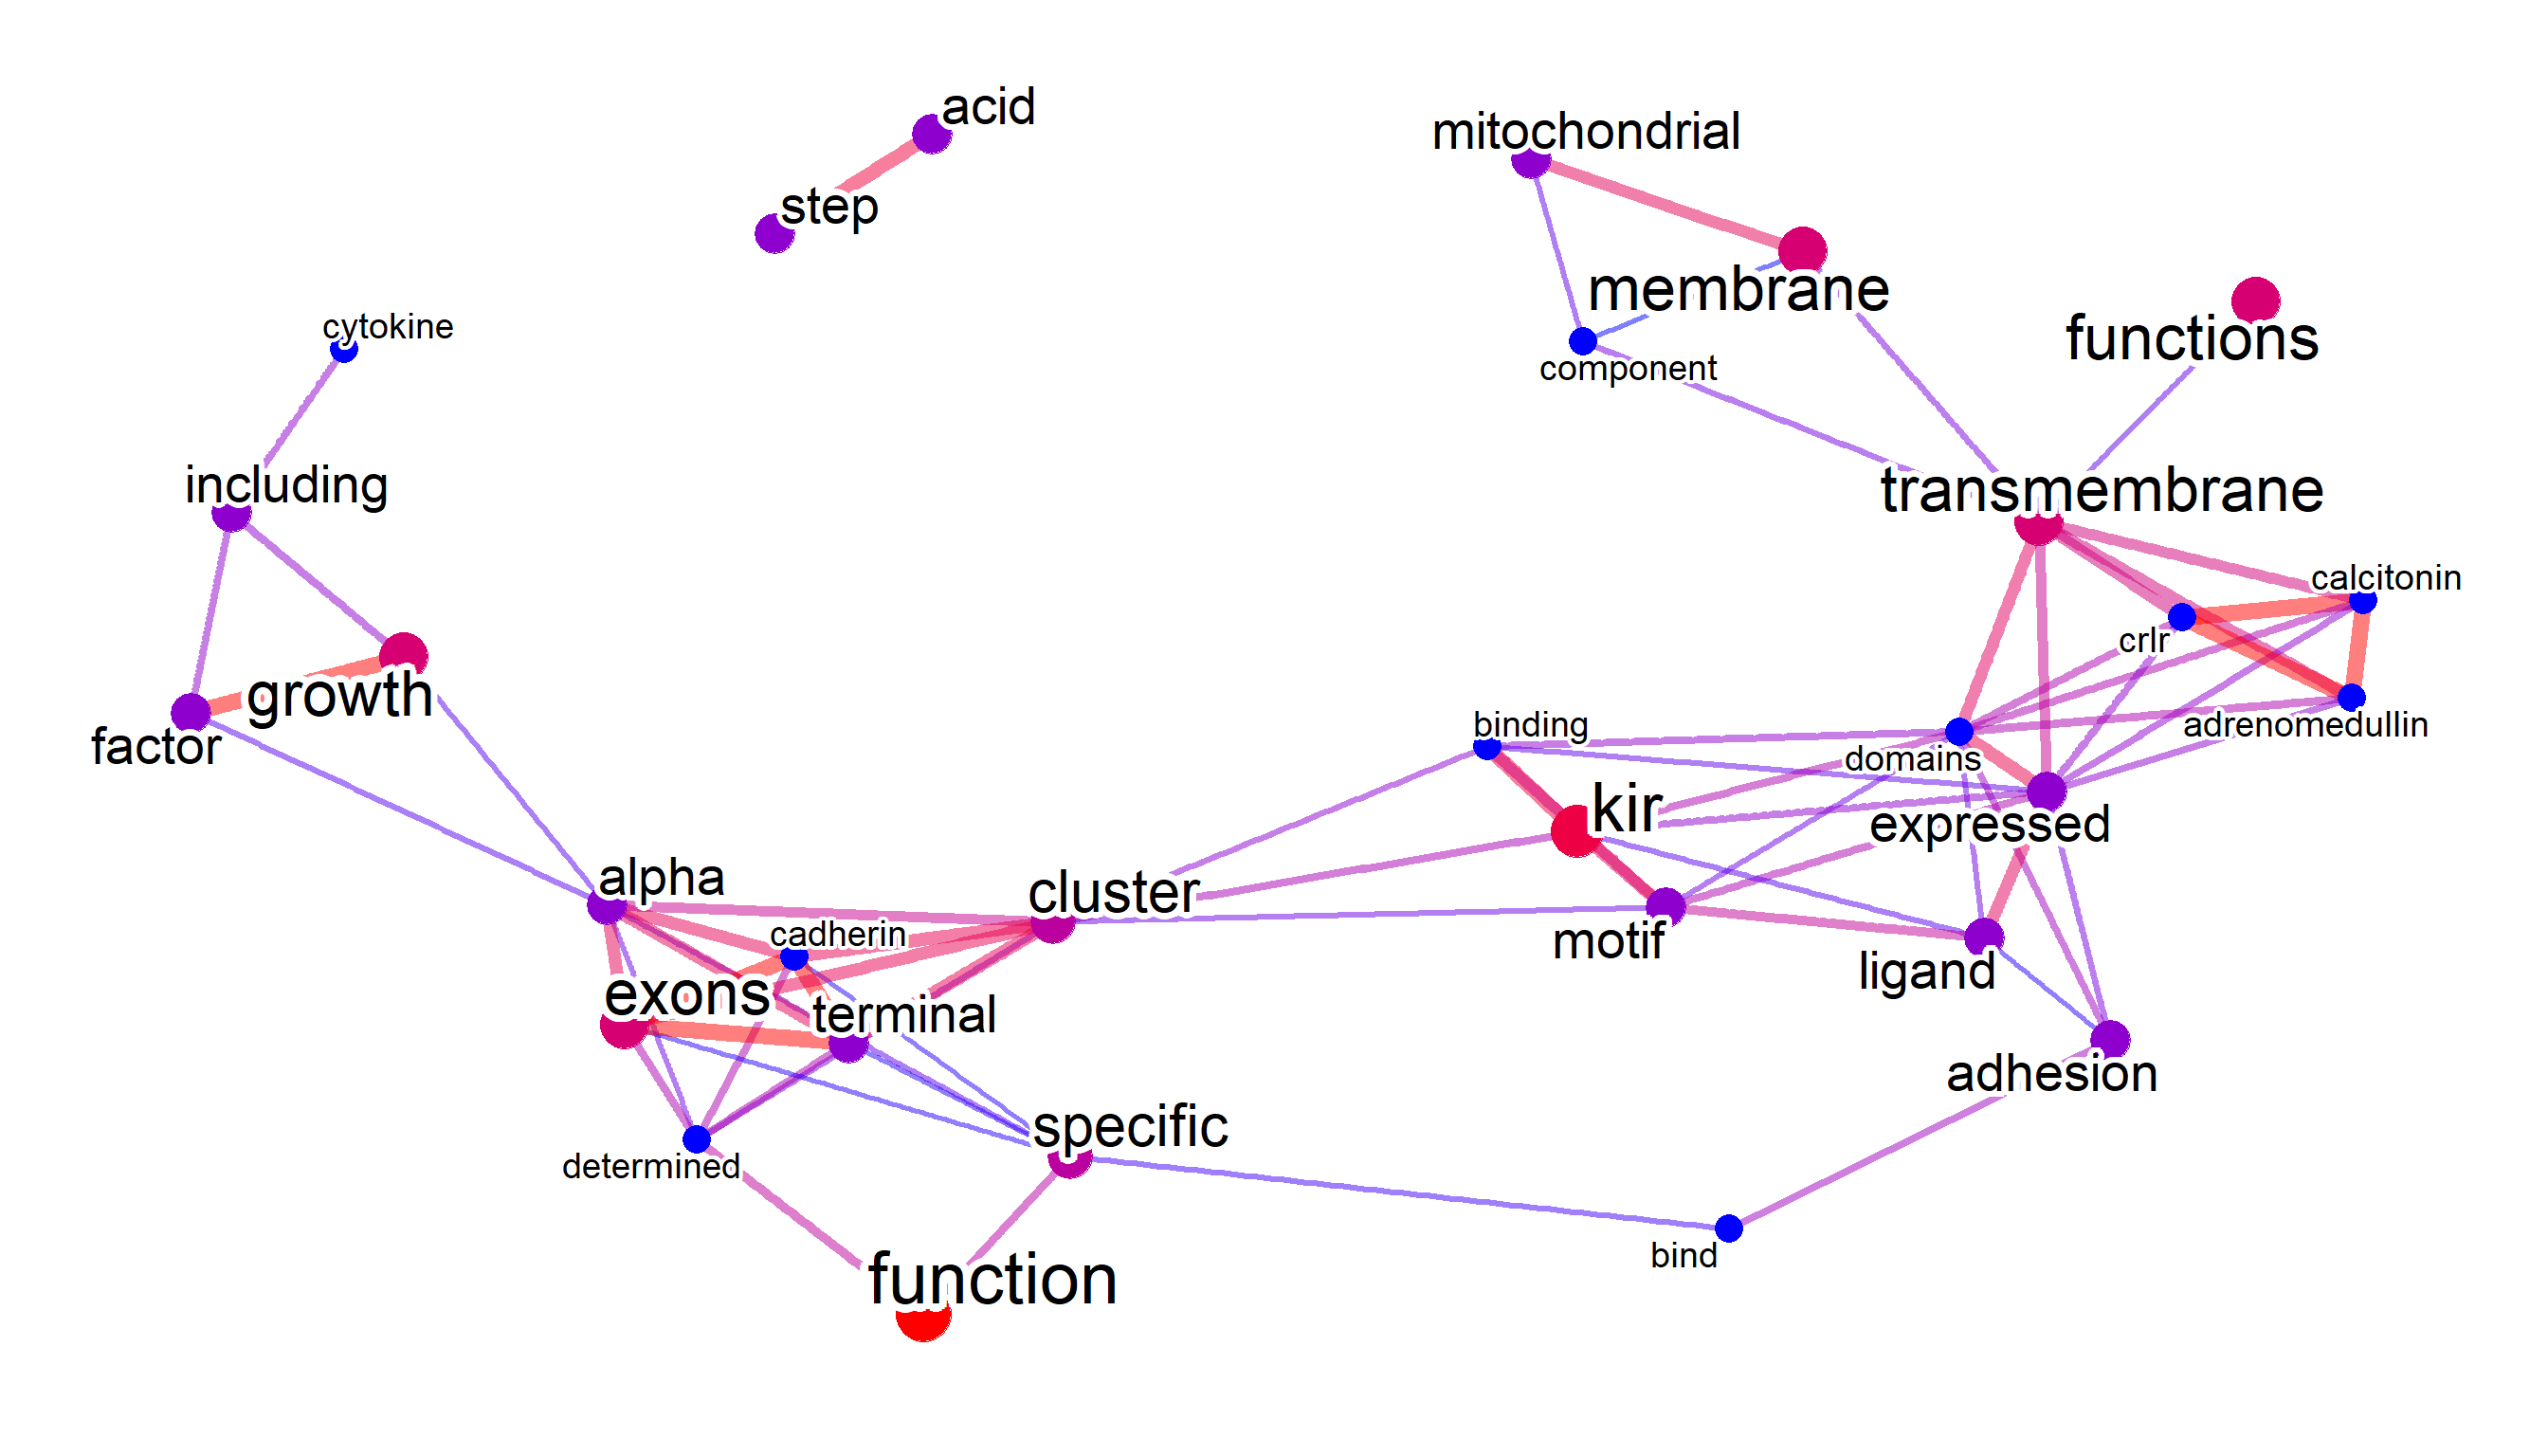 acid
mitochondrial
step
membrane
cytokine
functions
component
including
transmembrane
calcitonin
crlr
growth
binding
adrenomedullin
factor
domains
kir
expressed
alpha
cluster
cadherin
motif
ligand
exons
terminal
adhesion
specific
determined
bind
function